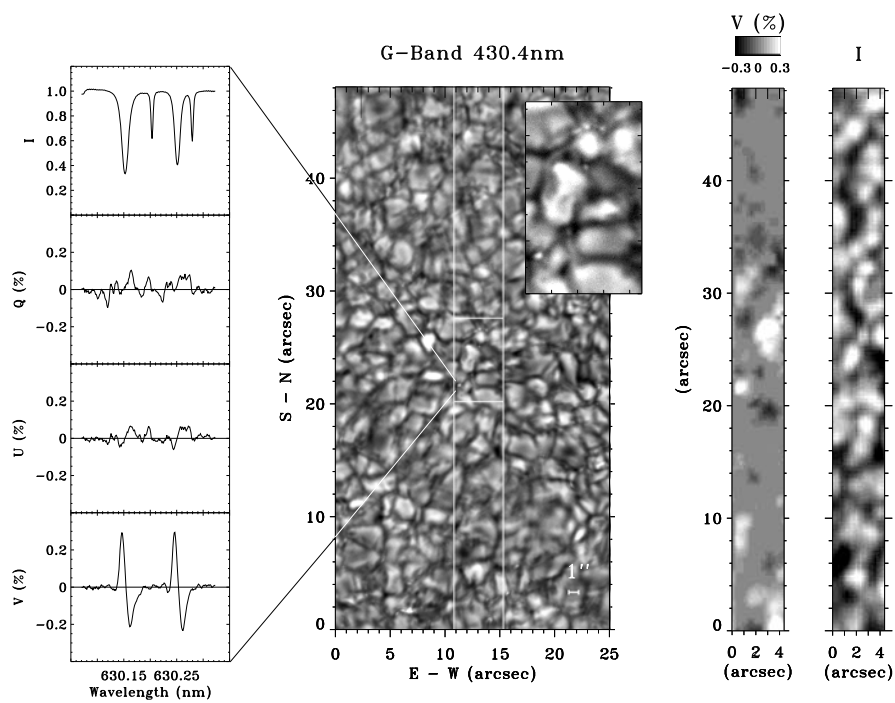 V (%)
−0.3 0 0.3
I
G−Band 430.4nm
1.0
0.8
0.6
0.4
0.2
I
0.2
0
−0.2
Q (%)
0.2
0
−0.2
U (%)
0.2
0
−0.2
V (%)
630.15 630.25
Wavelength (nm)
40
30
20
10
0
S − N (arcsec)
1''
0 5 10 15 20 25
E − W (arcsec)
40
30
20
10
0
(arcsec)
0 2 4
(arcsec)
0 2 4
(arcsec)